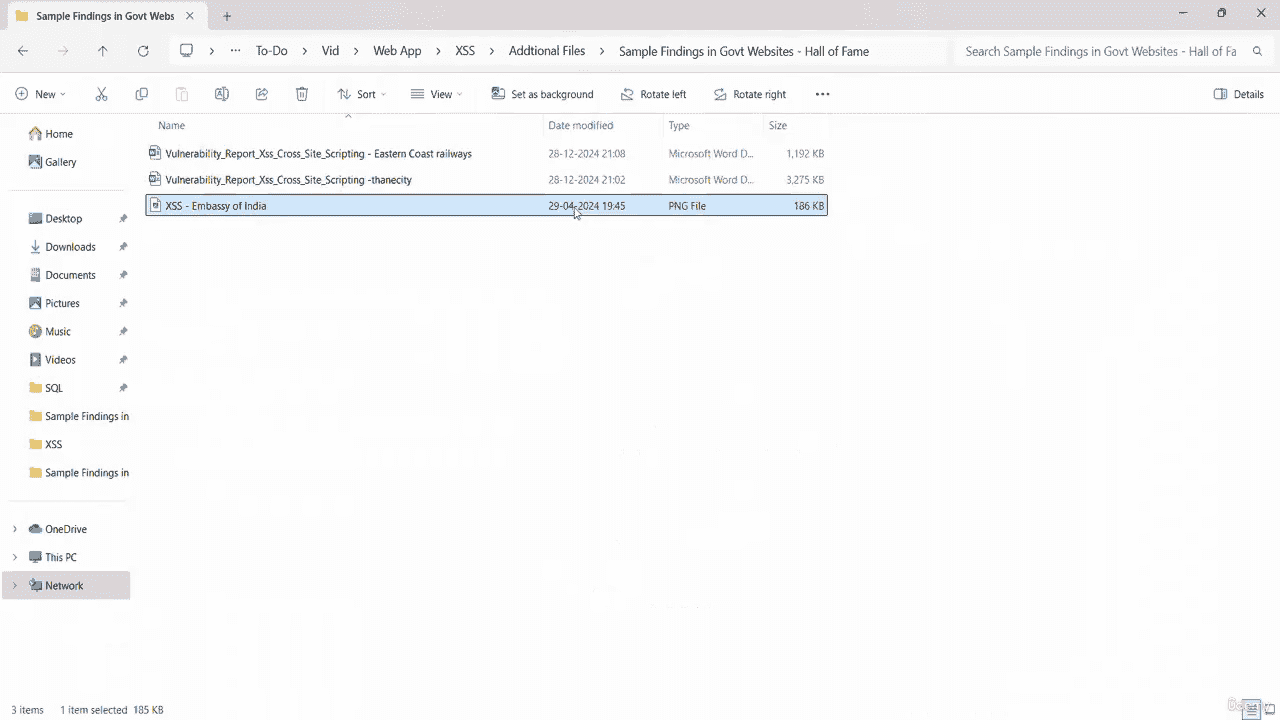 Sample Findings in Govt Webs
To-Do > Vid > Web App > XSS > Addtional Files > Sample Findings in Govt Websites - Hall of Fame
Search Sample Findings in Govt Websites - Hall of Fa
New
Sort
View
Set as background
Rotate left
Rotate right
Details
Name Date modified Type Size
Vulnerability_Report_Xss_Cross_Site_Scripting - Eastern Coast railways 28-12-2024 21:08 Microsoft Word D... 1,192 KB
Vulnerability_Report_Xss_Cross_Site_Scripting -thanecity 28-12-2024 21:02 Microsoft Word D... 3,275 KB
XSS - Embassy of India 29-04-2024 19:45 PNG File 186 KB
Home
Gallery
Desktop
Downloads
Documents
Pictures
Music
Videos
SQL
Sample Findings in
XSS
Sample Findings in
OneDrive
This PC
Network
3 items 1 item selected 185 KB